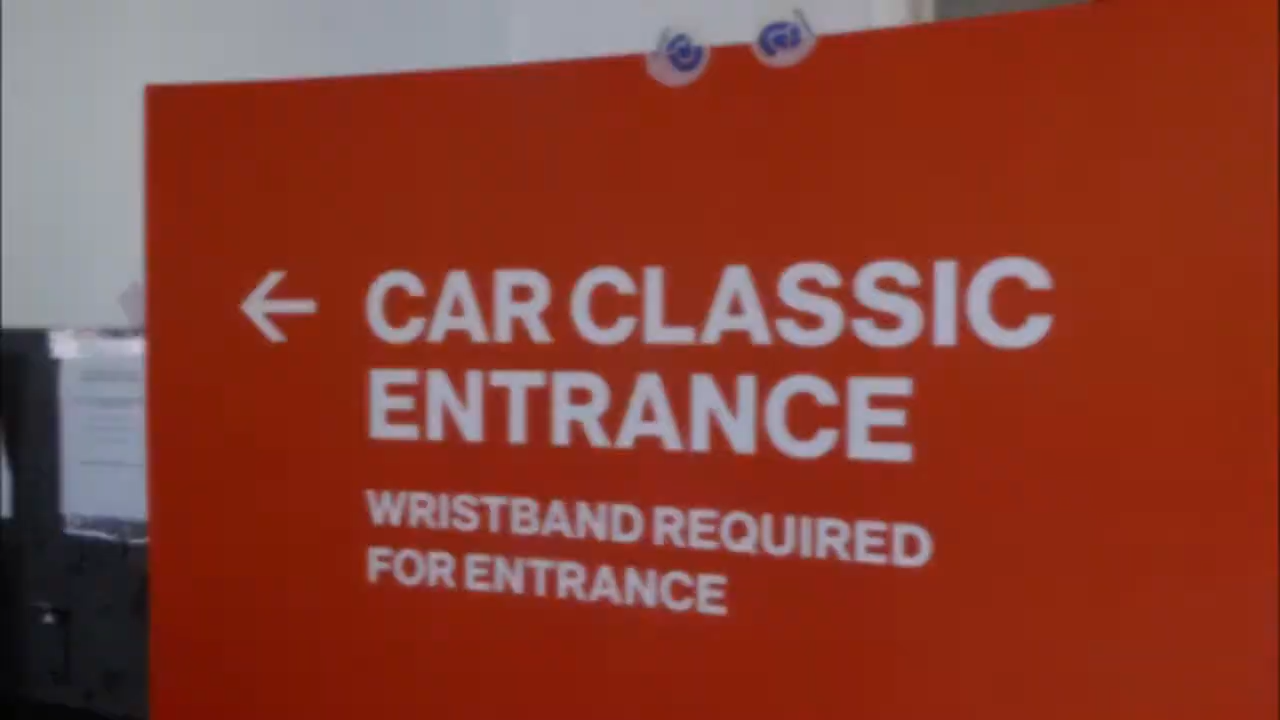 ← CAR CLASSIC
ENTRANCE
WRISTBAND REQUIRED
FOR ENTRANCE